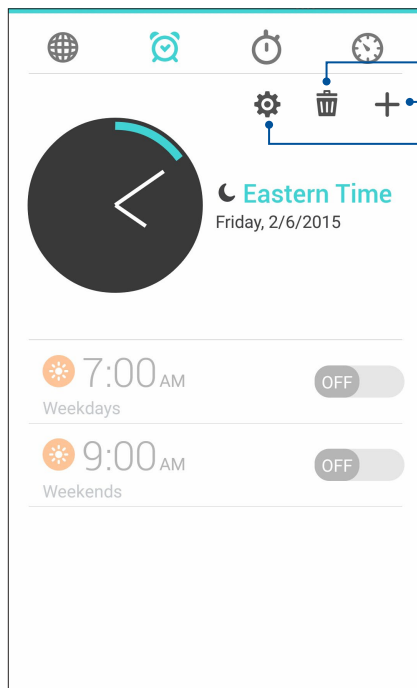 Eastern Time
Friday, 2/6/2015
7:00 AM
OFF
Weekdays
9:00 AM
OFF
Weekends